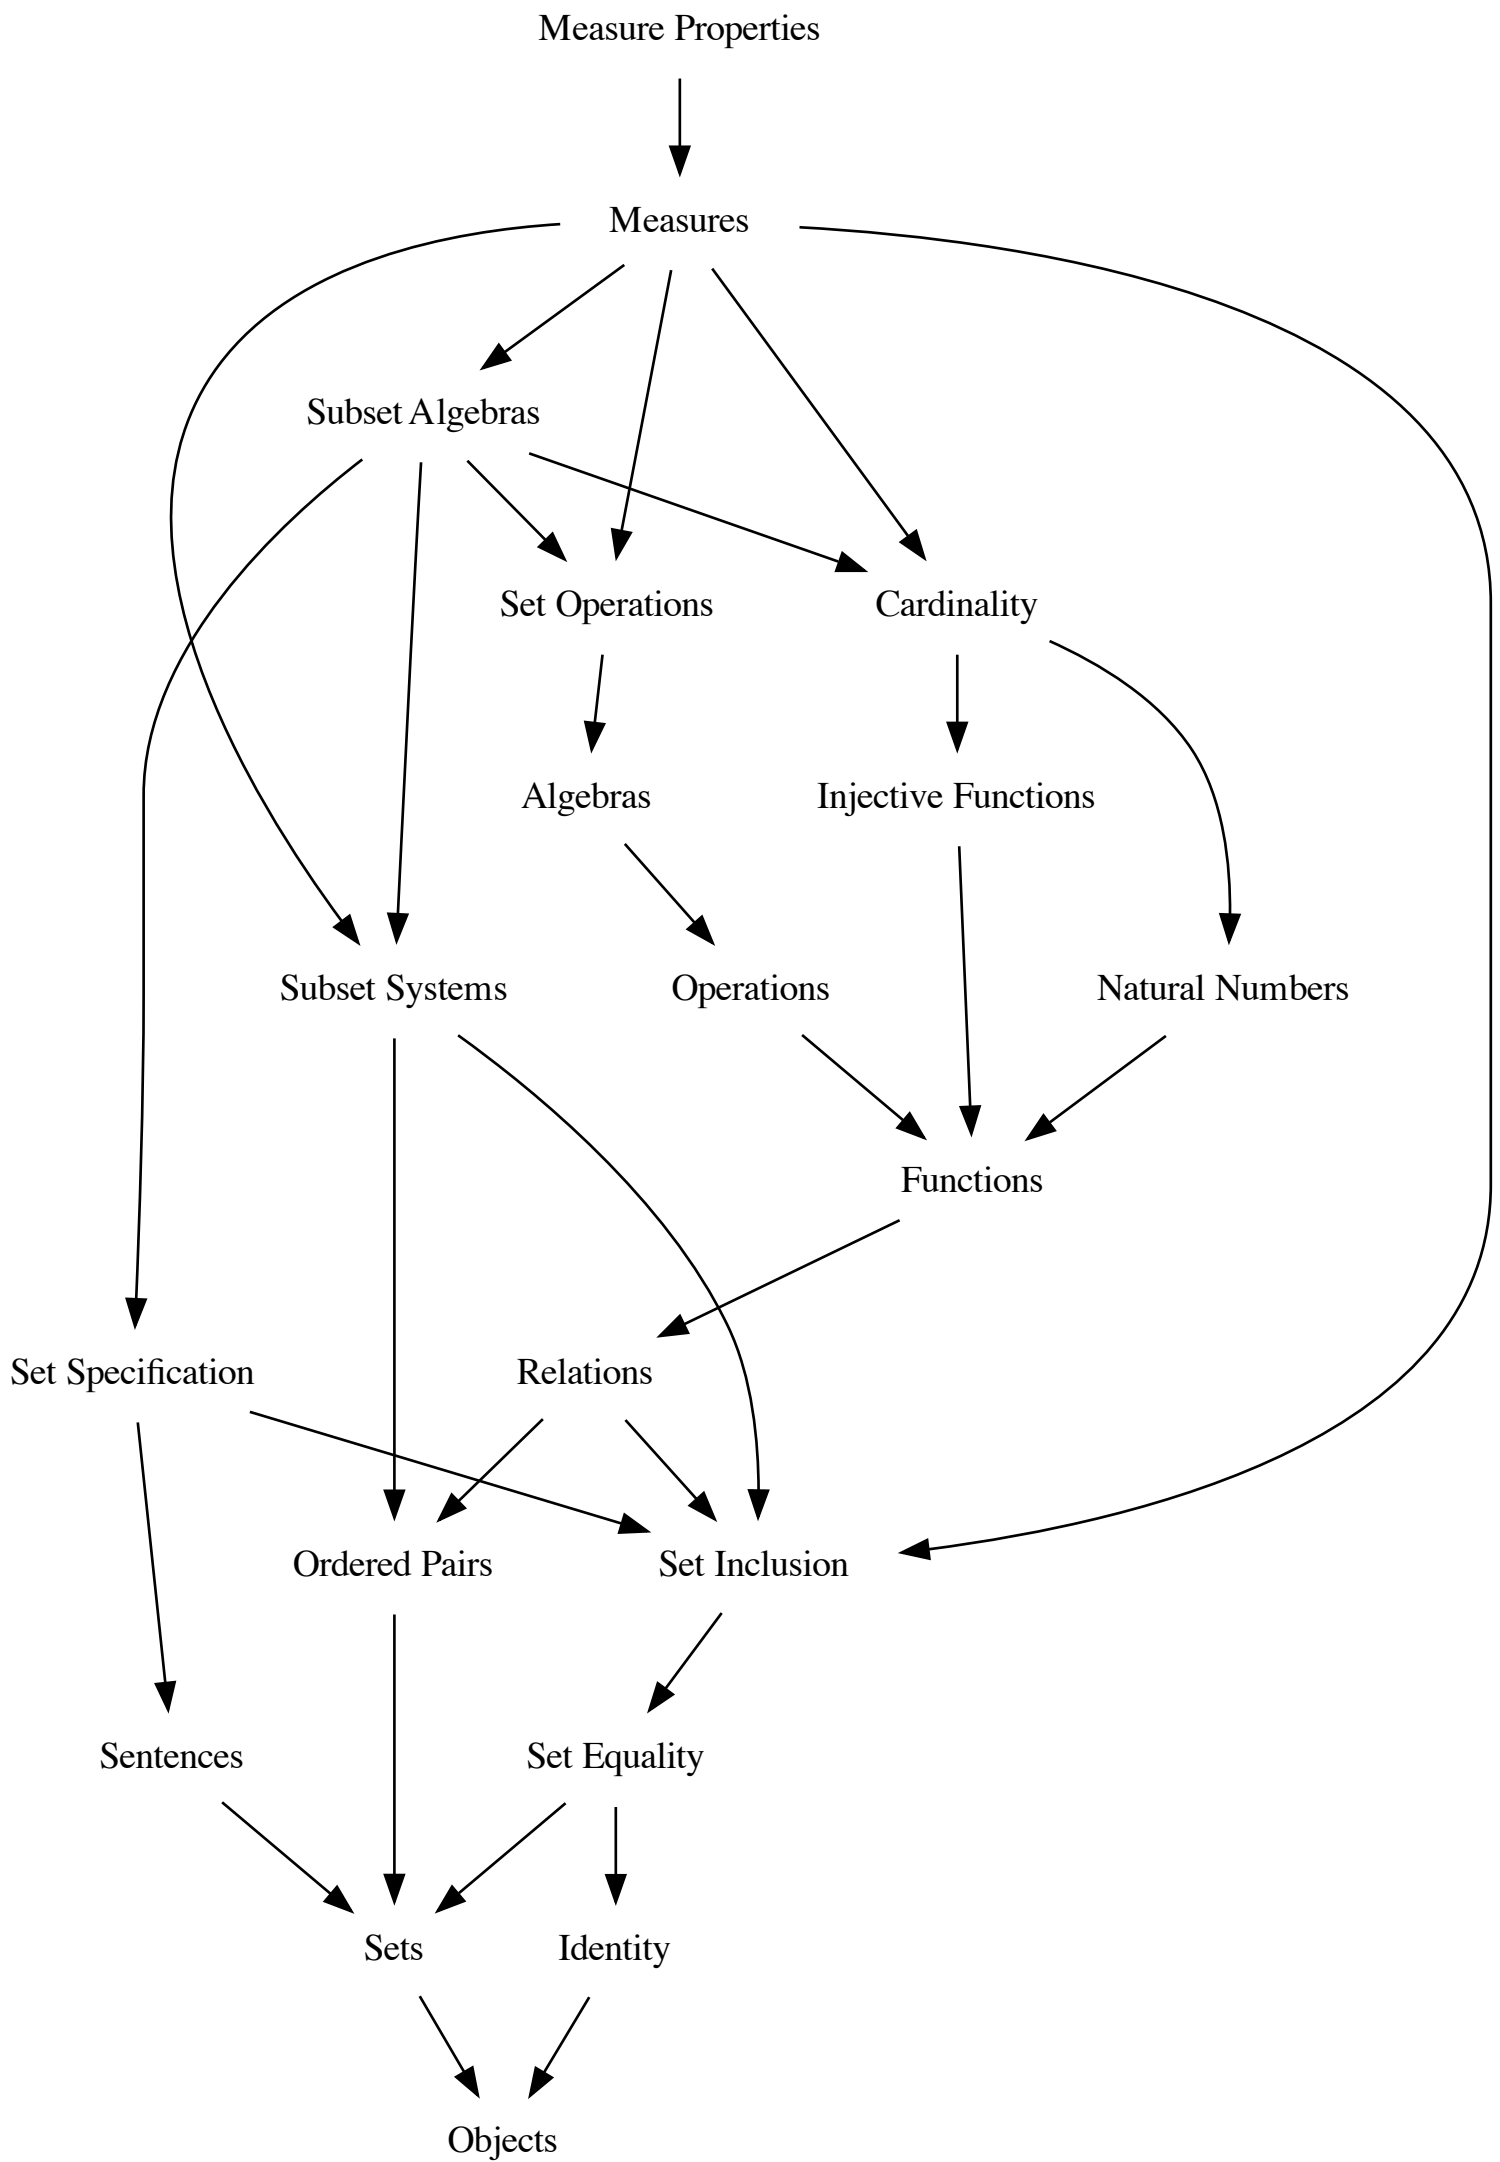 Measure Properties
Measures
Subset Algebras
Set Operations
Cardinality
Algebras
Injective Functions
Subset Systems
Operations
Natural Numbers
Functions
Set Specification
Relations
Ordered Pairs
Set Inclusion
Sentences
Set Equality
Sets
Identity
Objects